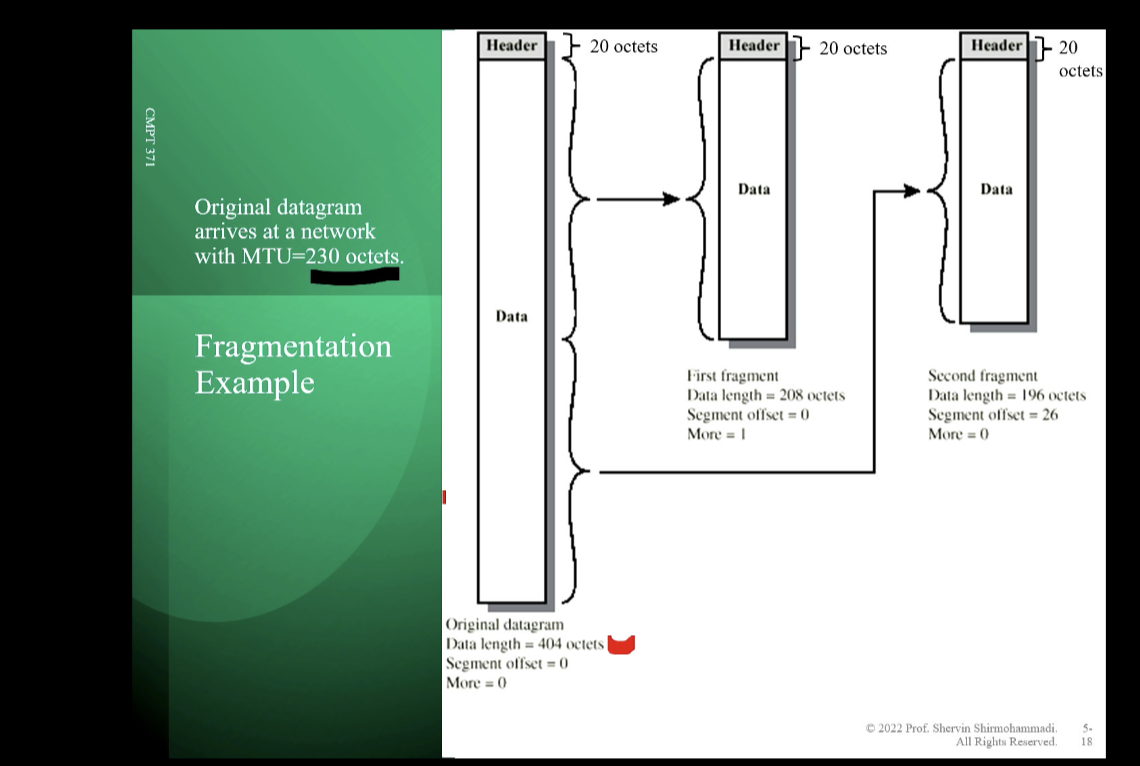 CMPT 371
Original datagram
arrives at a network
with MTU=230 octets.
Fragmentation
Example
Header
20 octets
Data
Original datagram
Data length = 404 octets
Segment offset = 0
More = 0
Header
20 octets
Data
First fragment
Data length = 208 octets
Segment offset = 0
More = 1
Header
20
octets
Data
Second fragment
Data length = 196 octets
Segment offset = 26
More = 0
© 2022 Prof. Shervin Shirmohammadi.
All Rights Reserved.
5-
18